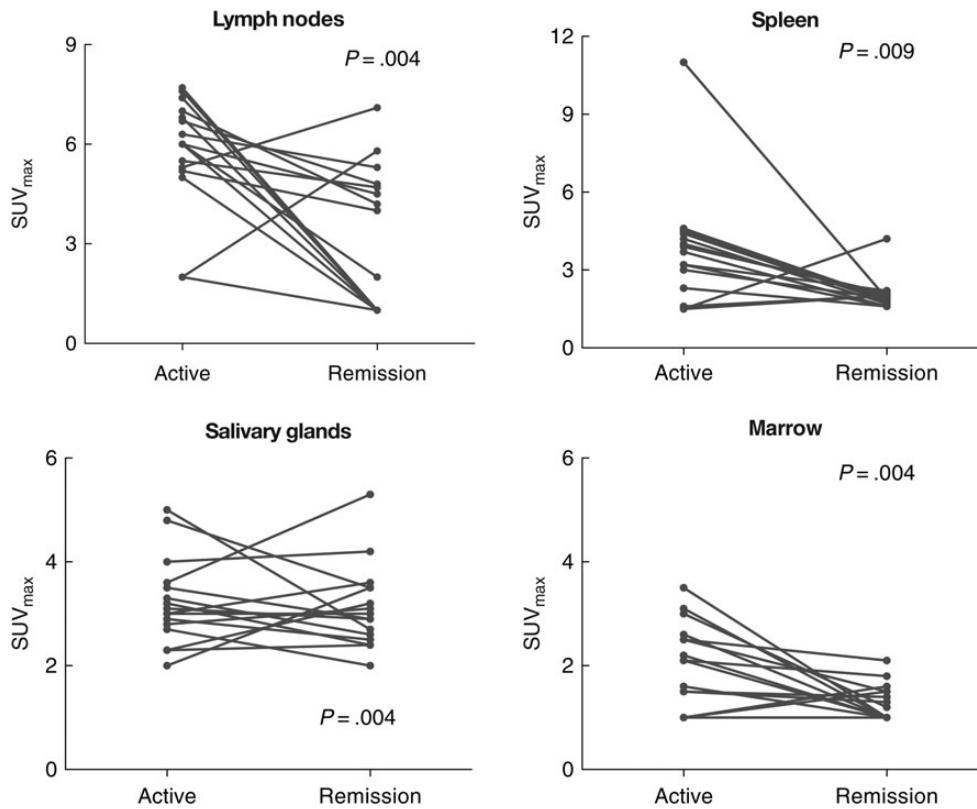 Lymph nodes
9
6
3
0
SUVmax
P = .004
Active
Remission
Spleen
12
9
6
3
0
SUVmax
P = .009
Active
Remission
Salivary glands
6
4
2
0
SUVmax
P = .004
Active
Remission
Marrow
6
4
2
0
SUVmax
P = .004
Active
Remission